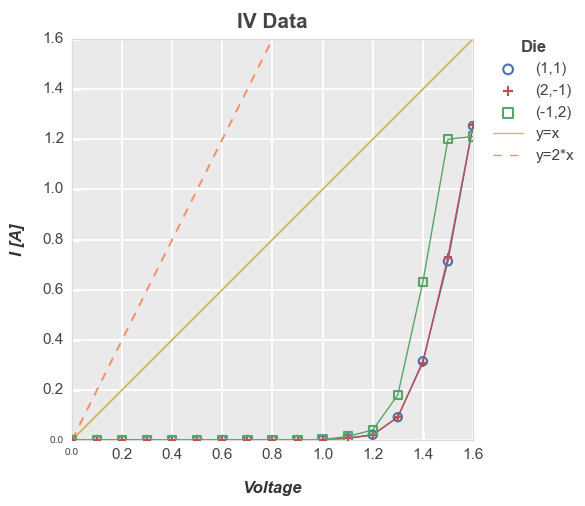 IV Data
Die
(1,1)
(2,-1)
(-1,2)
y=x
y=2*x
I [A]
1.6
1.4
1.2
1.0
0.8
0.6
0.4
0.2
0.0
0.0 0.2 0.4 0.6 0.8 1.0 1.2 1.4 1.6
Voltage